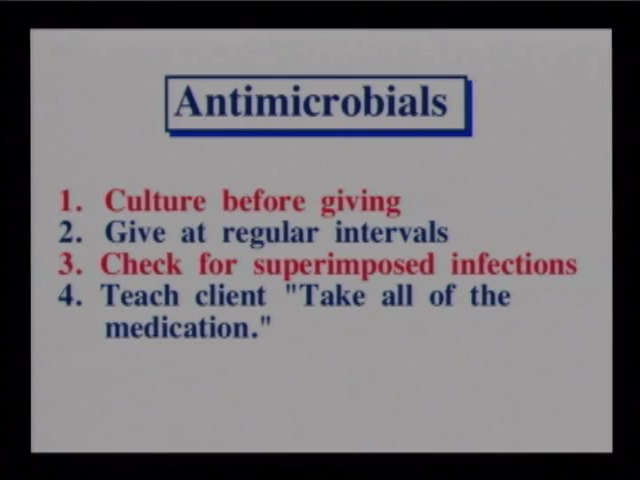 Antimicrobials
1. Culture before giving
2. Give at regular intervals
3. Check for superimposed infections
4. Teach client "Take all of the
medication."